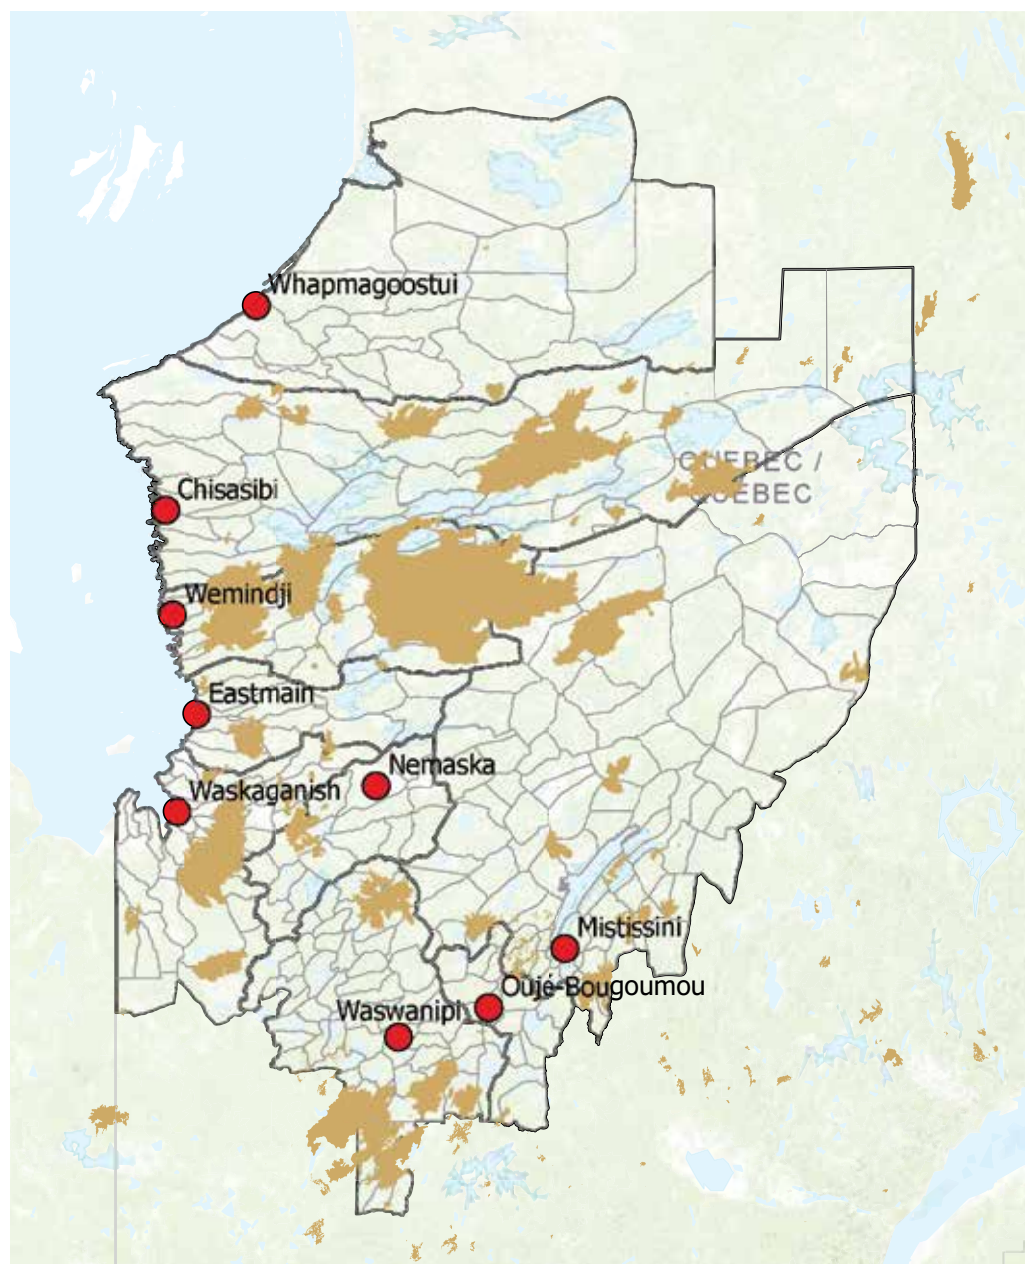 Whapmagoostui
QUEBEC /
QUÉBEC
Chisasibi
Wemindji
Eastmain
Nemaska
Waskaganish
Mistissini
Oujé-Bougoumou
Waswanipi